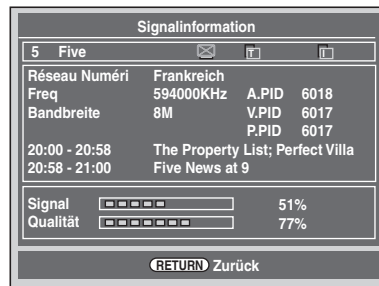 Signalinformation
5 Five T I
Réseau Numéri Frankreich
Freq 594000KHz A.PID 6018
Bandbreite 8M V.PID 6017
P.PID 6017
20:00 - 20:58 The Property List; Perfect Villa
20:58 - 21:00 Five News at 9
Signal 51%
Qualität 77%
RETURN Zurück